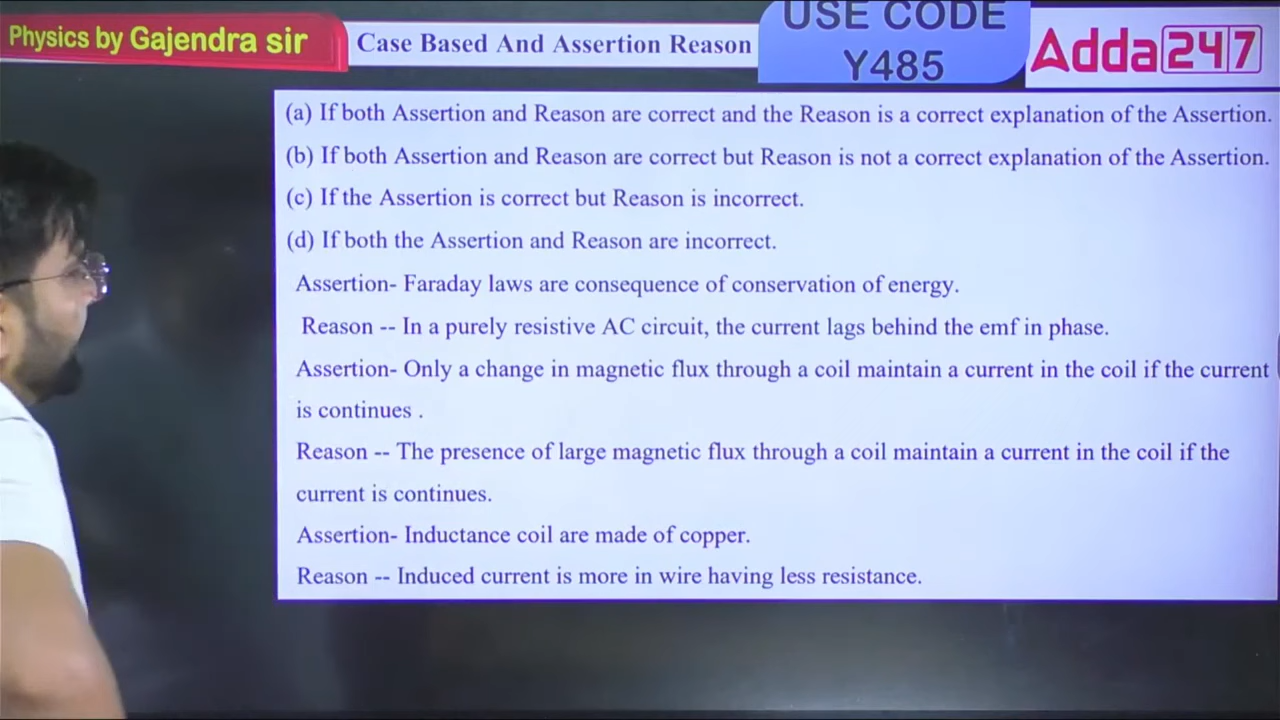 Physics by Gajendra sir
Case Based And Assertion Reason
USE CODE
Y485
Adda247
(a) If both Assertion and Reason are correct and the Reason is a correct explanation of the Assertion.
(b) If both Assertion and Reason are correct but Reason is not a correct explanation of the Assertion.
(c) If the Assertion is correct but Reason is incorrect.
(d) If both the Assertion and Reason are incorrect.
Assertion- Faraday laws are consequence of conservation of energy.
Reason -- In a purely resistive AC circuit, the current lags behind the emf in phase.
Assertion- Only a change in magnetic flux through a coil maintain a current in the coil if the current
is continues .
Reason -- The presence of large magnetic flux through a coil maintain a current in the coil if the
current is continues.
Assertion- Inductance coil are made of copper.
Reason -- Induced current is more in wire having less resistance.